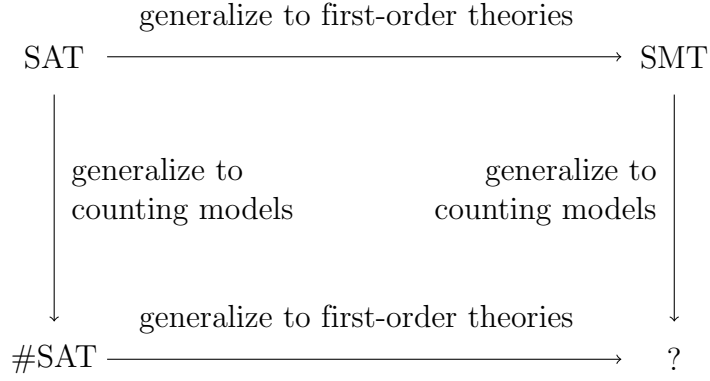 generalize to first-order theories
SAT
SMT
generalize to
counting models
generalize to
counting models
generalize to first-order theories
#SAT
?